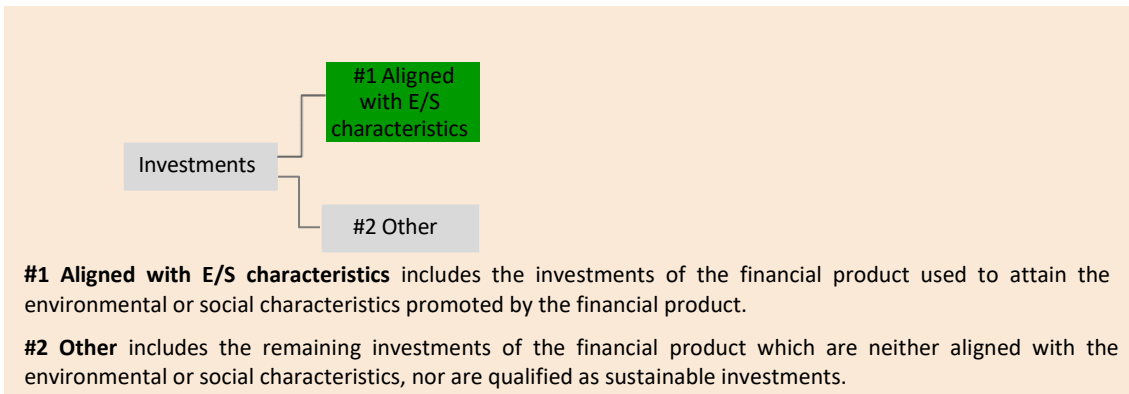 #1 Aligned
with E/S
characteristics
Investments
#2 Other
#1 Aligned with E/S characteristics includes the investments of the financial product used to attain the
environmental or social characteristics promoted by the financial product.
#2 Other includes the remaining investments of the financial product which are neither aligned with the
environmental or social characteristics, nor are qualified as sustainable investments.